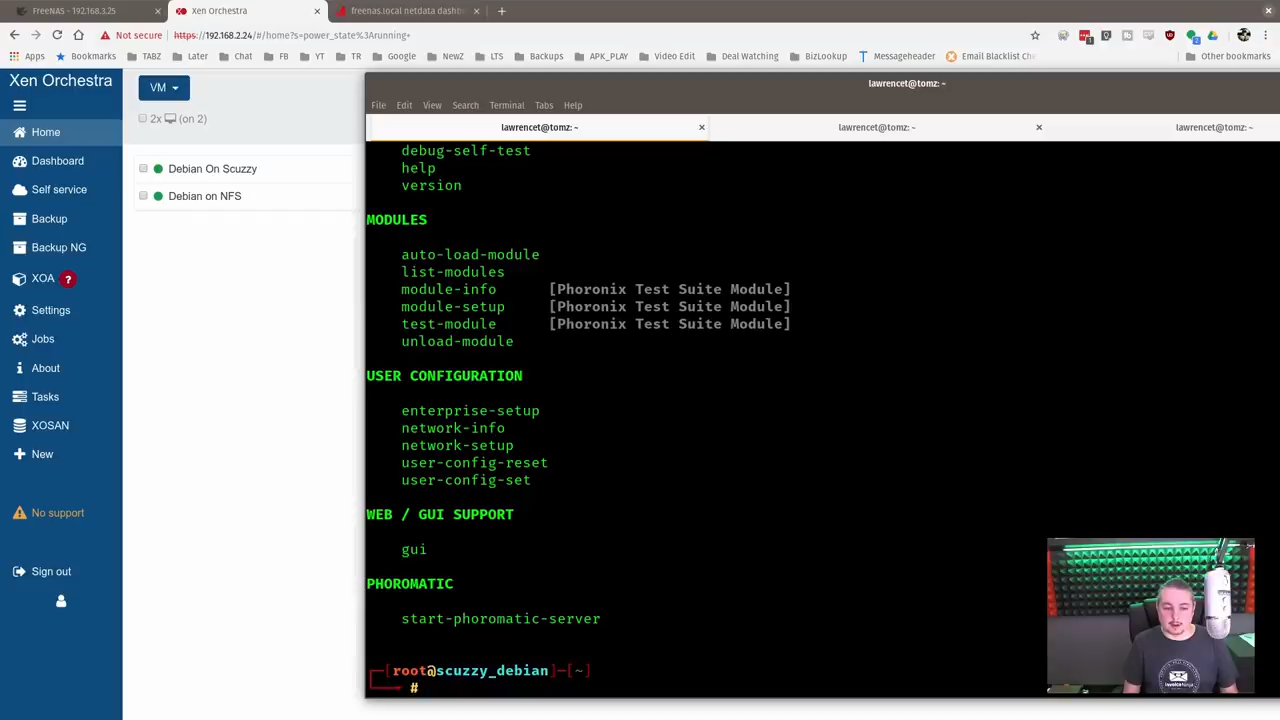 FreeNAS - 192.168.3.25
Xen Orchestra
freenas.local netdata dashb
Not secure
https://192.168.2.24/#/home?s=power_state%3Arunning+
Apps
Bookmarks
TABZ
Later
Chat
FB
YT
TR
Google
NewZ
LTS
Backups
APK_PLAY
Video Edit
Deal Watching
BizLookup
Messageheader
Email Blacklist Che
Other bookmarks
Xen Orchestra
Home
Dashboard
Self service
Backup
Backup NG
XOA ?
Settings
Jobs
About
Tasks
XOSAN
New
No support
Sign out
VM
2x (on 2)
Debian On Scuzzy
Debian on NFS
lawrencet@tomz: ~
File Edit View Search Terminal Tabs Help
lawrencet@tomz: ~
lawrencet@tomz: ~
lawrencet@tomz: ~
debug-self-test
help
version
MODULES
auto-load-module
list-modules
module-info [Phoronix Test Suite Module]
module-setup [Phoronix Test Suite Module]
test-module [Phoronix Test Suite Module]
unload-module
USER CONFIGURATION
enterprise-setup
network-info
network-setup
user-config-reset
user-config-set
WEB / GUI SUPPORT
gui
PHOROMATIC
start-phoromatic-server
[root@scuzzy_debian]-[~]
#